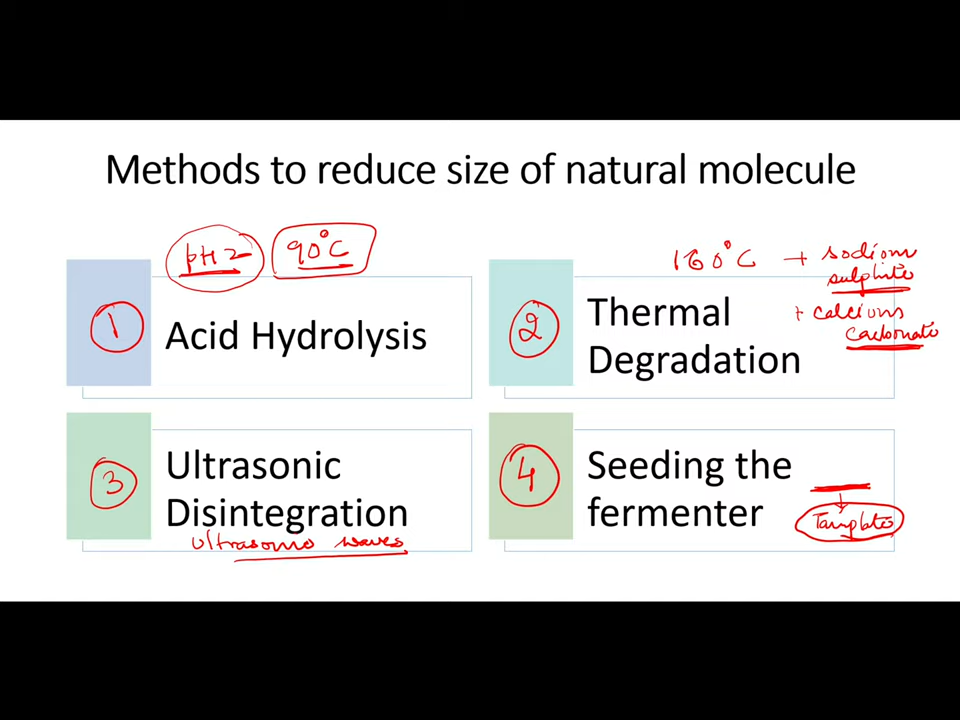 Methods to reduce size of natural molecule
pH 2
90°C
1
Acid Hydrolysis
160°C + sodium
sulphite
+ calcium
carbonate
2
Thermal
Degradation
3
Ultrasonic
Disintegration
ultrasonic waves
4
Seeding the
fermenter
Template